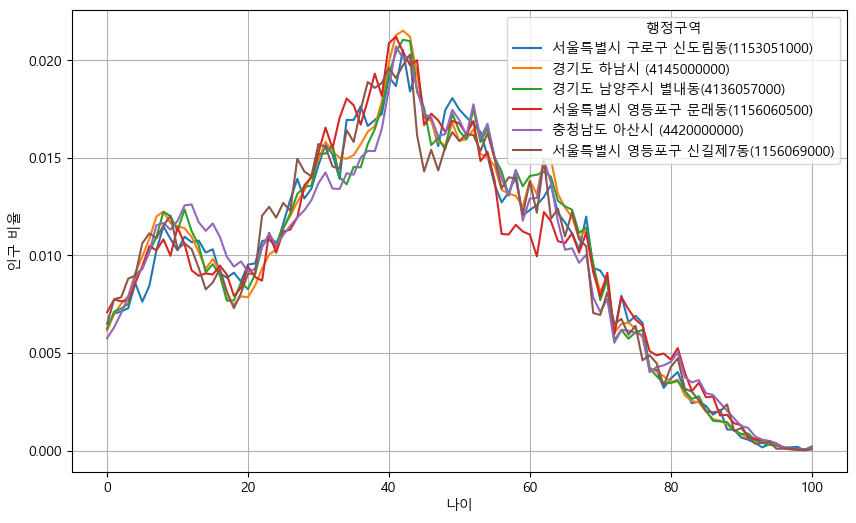 행정구역
서울특별시 구로구 신도림동(1153051000)
경기도 하남시 (4145000000)
경기도 남양주시 별내동(4136057000)
서울특별시 영등포구 문래동(1156060500)
충청남도 아산시 (4420000000)
서울특별시 영등포구 신길제7동(1156069000)
인구 비율
0.020
0.015
0.010
0.005
0.000
0 20 40 60 80 100
나이